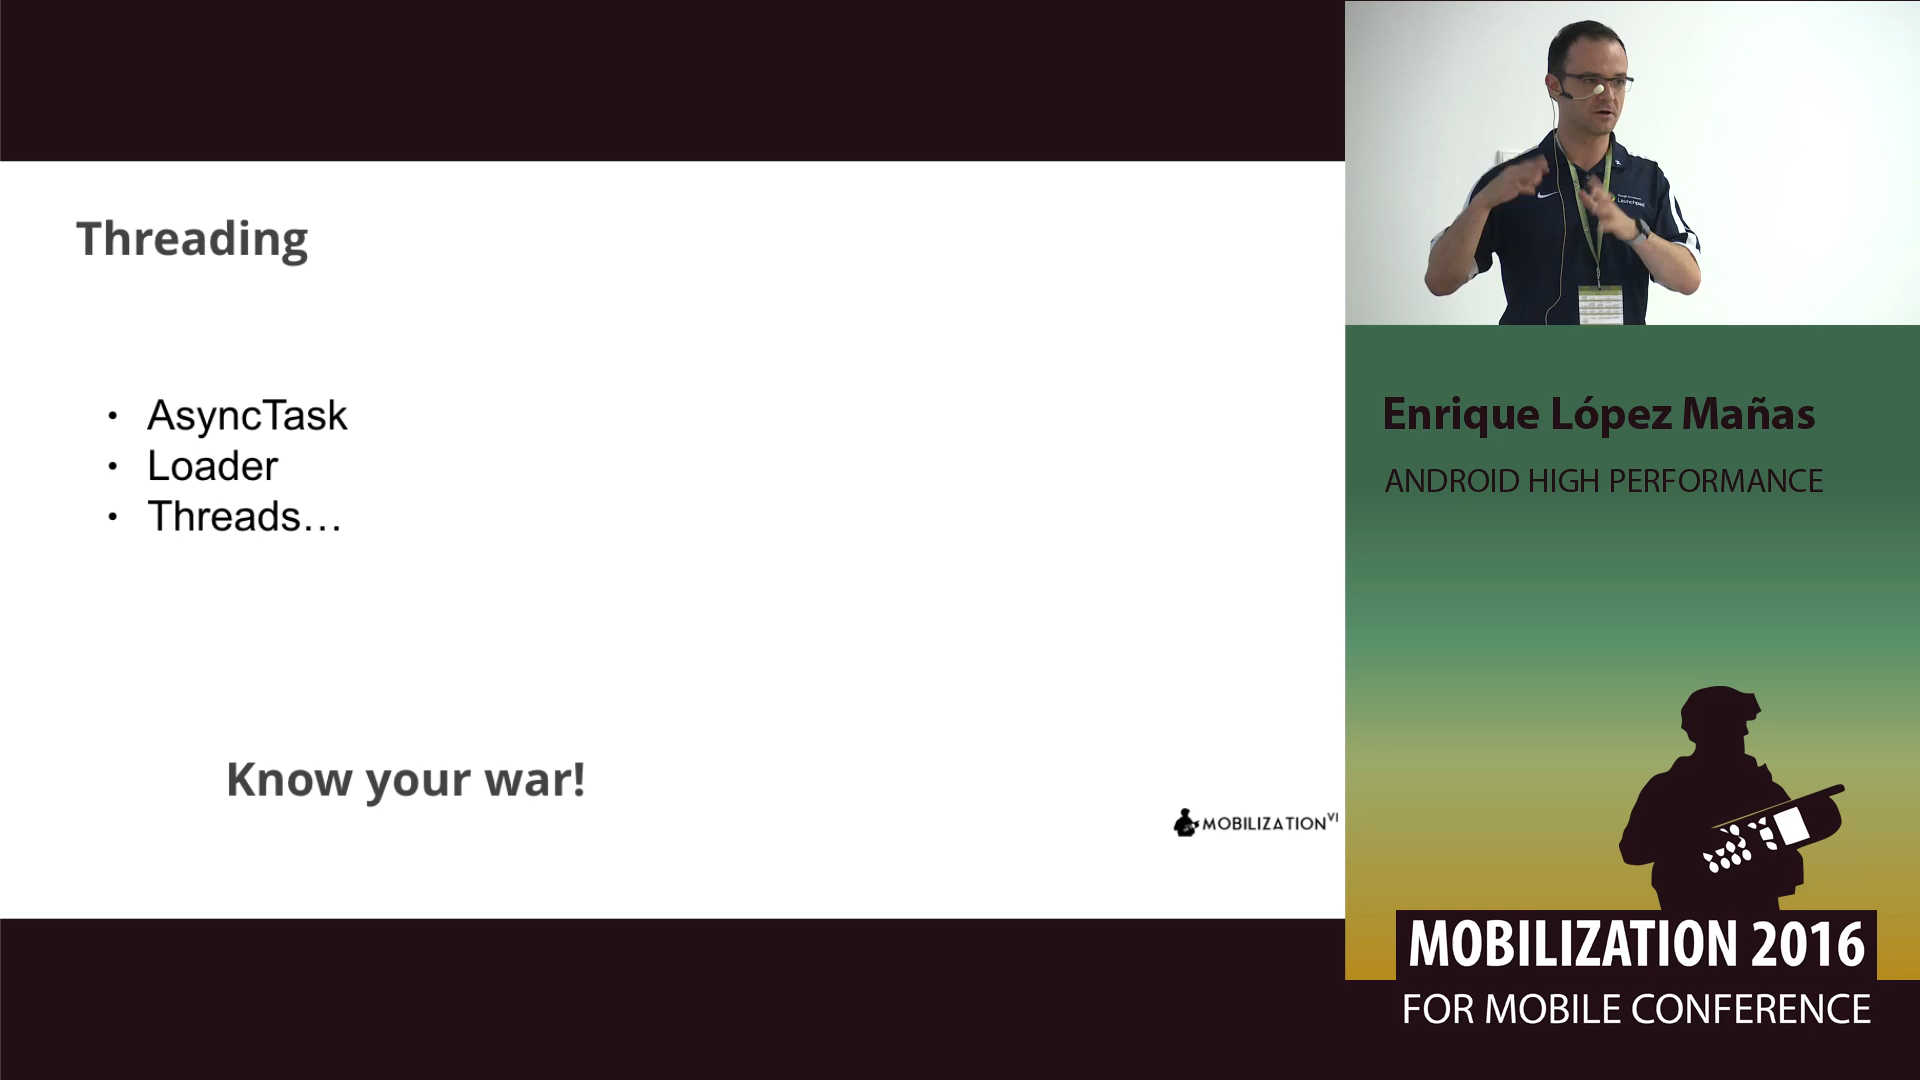 Threading
• AsyncTask
• Loader
• Threads…
Know your war!
MOBILIZATION VI
Enrique López Mañas
ANDROID HIGH PERFORMANCE
MOBILIZATION 2016
FOR MOBILE CONFERENCE